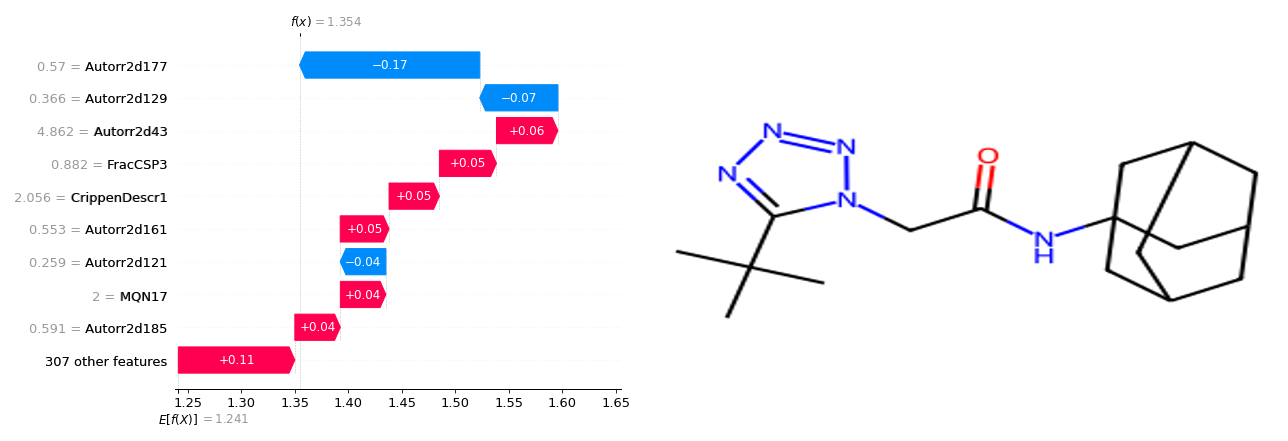 f(x) = 1.354
0.57 = Autorr2d177 −0.17
0.366 = Autorr2d129 −0.07
4.862 = Autorr2d43 +0.06
0.882 = FracCSP3 +0.05
2.056 = CrippenDescr1 +0.05
0.553 = Autorr2d161 +0.05
0.259 = Autorr2d121 −0.04
2 = MQN17 +0.04
0.591 = Autorr2d185 +0.04
307 other features +0.11
1.25 1.30 1.35 1.40 1.45 1.50 1.55 1.60 1.65
E[f(X)] = 1.241
N
N
N
N
O
N
H